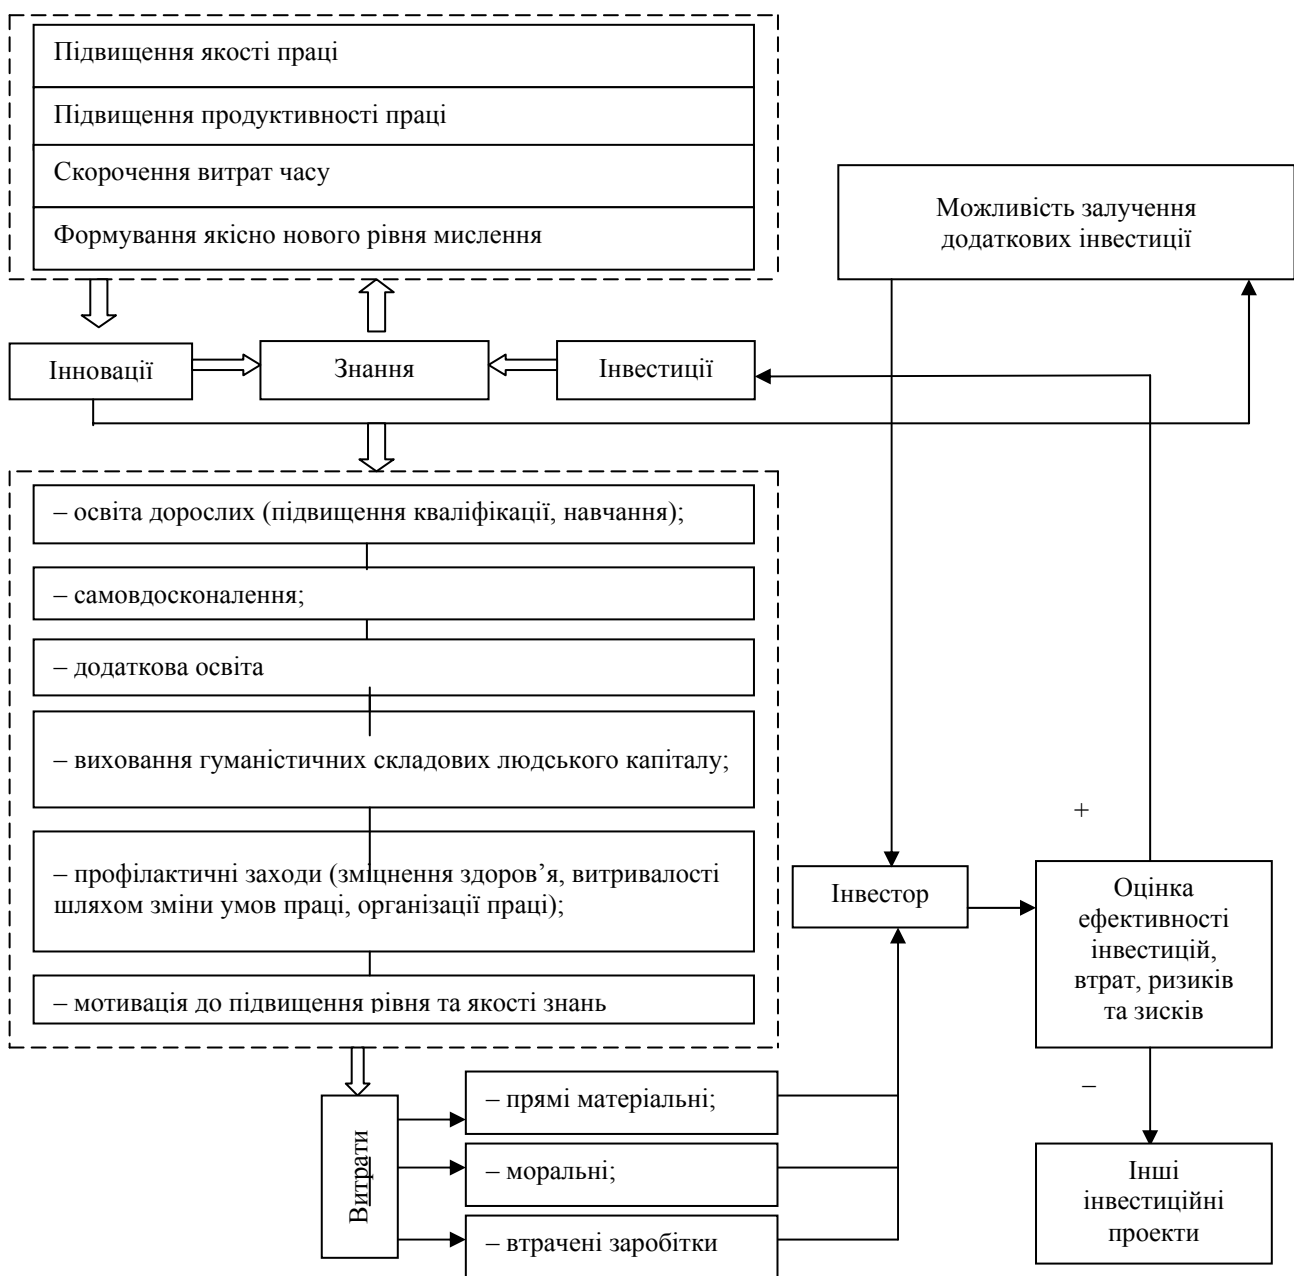 Підвищення якості праці
Підвищення продуктивності праці
Скорочення витрат часу
Формування якісно нового рівня мислення
Можливість залучення
додаткових інвестиції
Інновації
Знання
Інвестиції
– освіта дорослих (підвищення кваліфікації, навчання);
– самовдосконалення;
– додаткова освіта
– виховання гуманістичних складових людського капіталу;
– профілактичні заходи (зміцнення здоров’я, витривалості
шляхом зміни умов праці, організації праці);
– мотивація до підвищення рівня та якості знань
+
Інвестор
Оцінка
ефективності
інвестицій,
втрат, ризиків
та зисків
–
Витрати
– прямі матеріальні;
– моральні;
– втрачені заробітки
Інші
інвестиційні
проекти